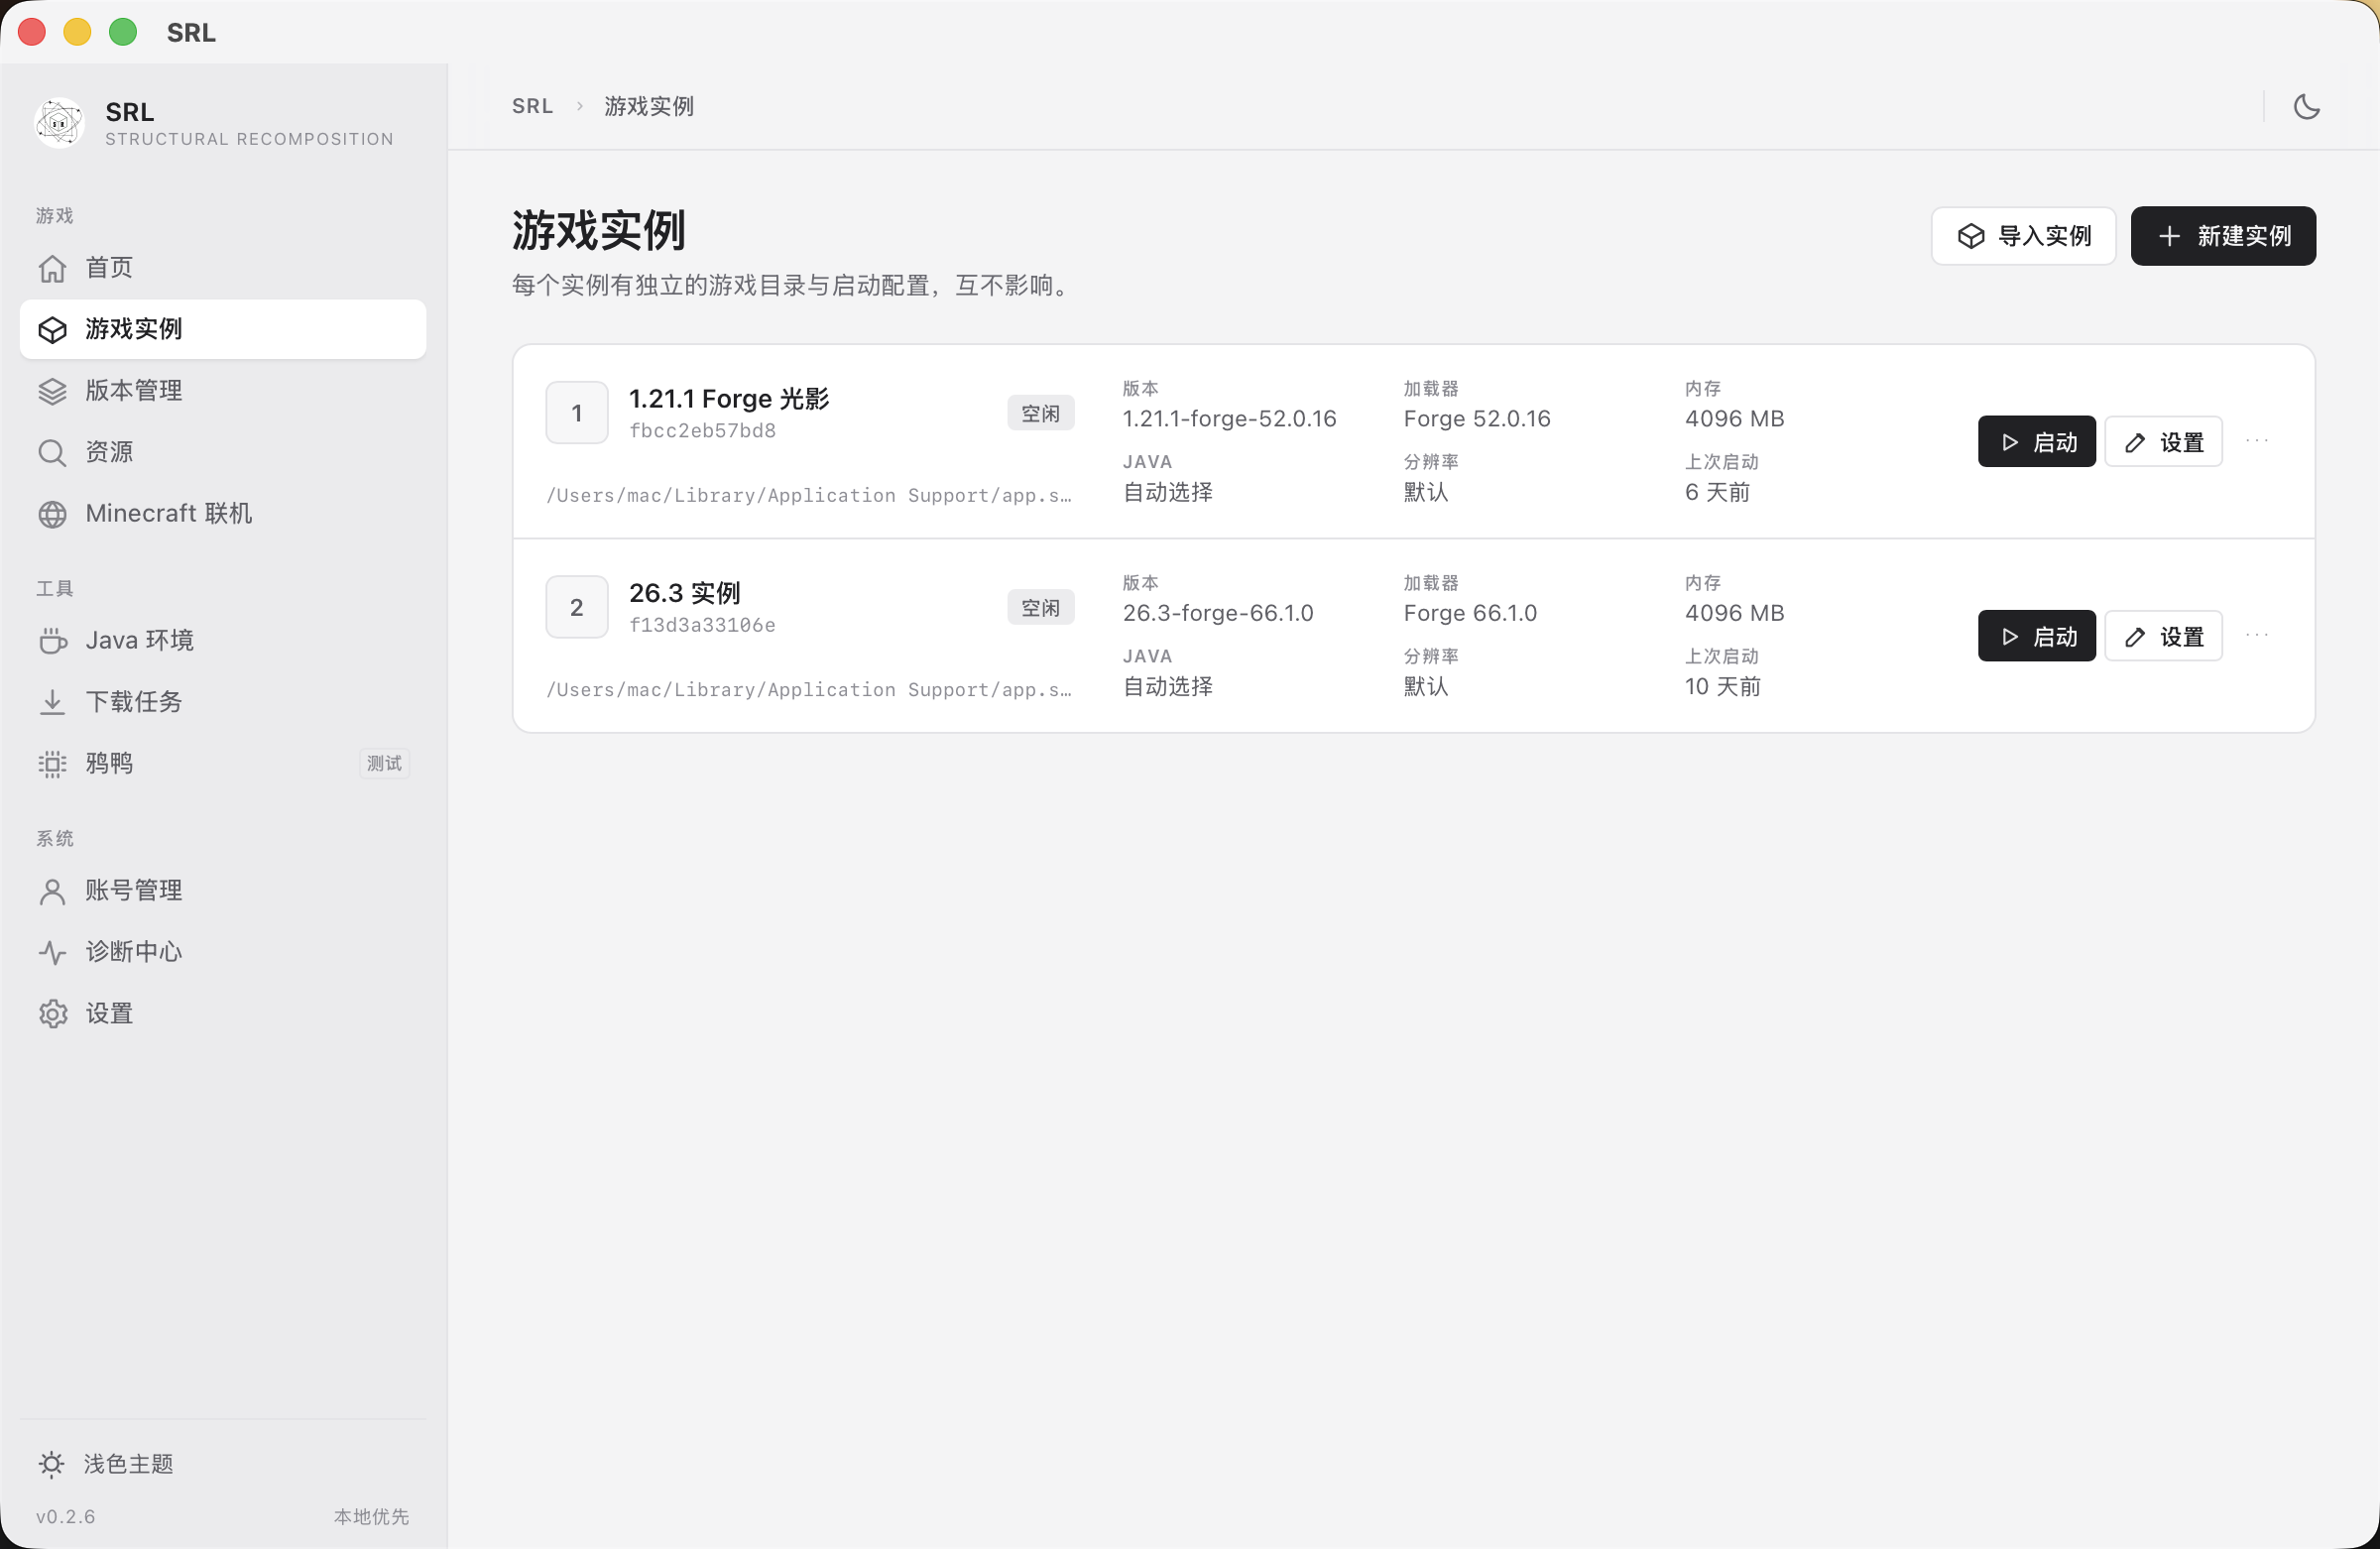 SRL
SRL
STRUCTURAL RECOMPOSITION
游戏
首页
游戏实例
版本管理
资源
Minecraft 联机
工具
Java 环境
下载任务
鸦鸭 测试
系统
账号管理
诊断中心
设置
浅色主题
v0.2.6 本地优先
SRL › 游戏实例
游戏实例
每个实例有独立的游戏目录与启动配置，互不影响。
导入实例
新建实例
1
1.21.1 Forge 光影
fbcc2eb57bd8
空闲
/Users/mac/Library/Application Support/app.s…
版本
1.21.1-forge-52.0.16
加载器
Forge 52.0.16
内存
4096 MB
JAVA
自动选择
分辨率
默认
上次启动
6 天前
启动
设置
···
2
26.3 实例
f13d3a33106e
空闲
/Users/mac/Library/Application Support/app.s…
版本
26.3-forge-66.1.0
加载器
Forge 66.1.0
内存
4096 MB
JAVA
自动选择
分辨率
默认
上次启动
10 天前
启动
设置
···